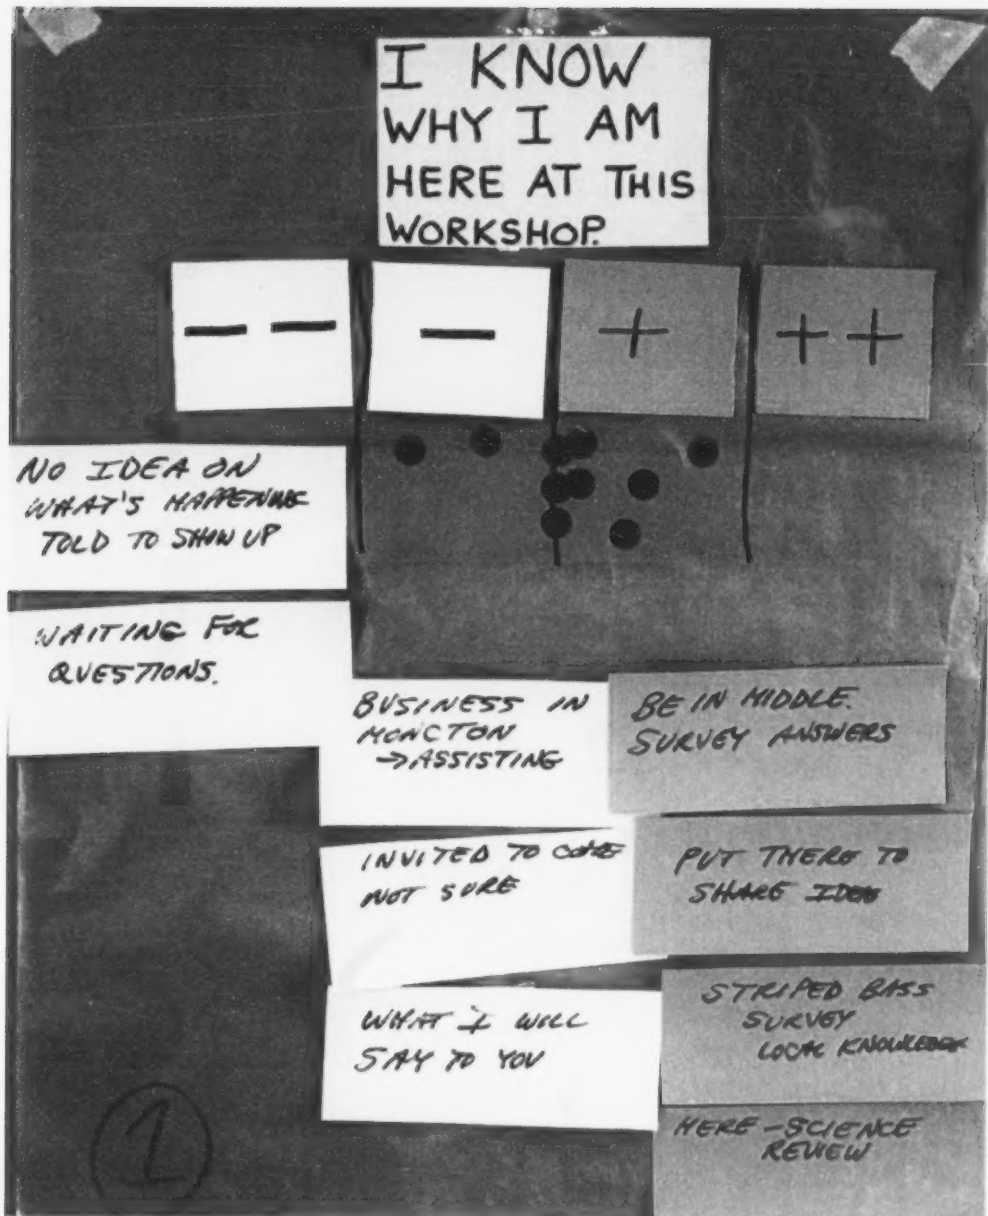 I KNOW
WHY I AM
HERE AT THIS
WORKSHOP.
— —
—
+
+ +
NO IDEA ON
WHAT'S HAPPENING
TOLD TO SHOW UP
WAITING FOR
QUESTIONS.
BUSINESS IN
MONCTON
→ASSISTING
INVITED TO COME
NOT SURE
WHAT I WILL
SAY TO YOU
BE IN MIDDLE.
SURVEY ANSWERS
PUT THERE TO
SHARE IDEA
STRIPED BASS
SURVEY
LOCAL KNOWLEDGE
HERE - SCIENCE
REVIEW
1